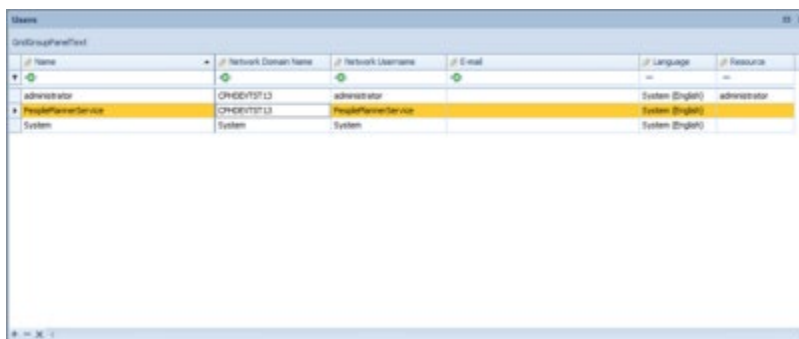 Users
GridGroupPanelText
Name Network Domain Name Network Username E-mail Language Resource
administrator CPHDEVTST13 administrator System (English) administrator
PeoplePlannerService CPHDEVTST13 PeoplePlannerService System (English)
System System System System (English)